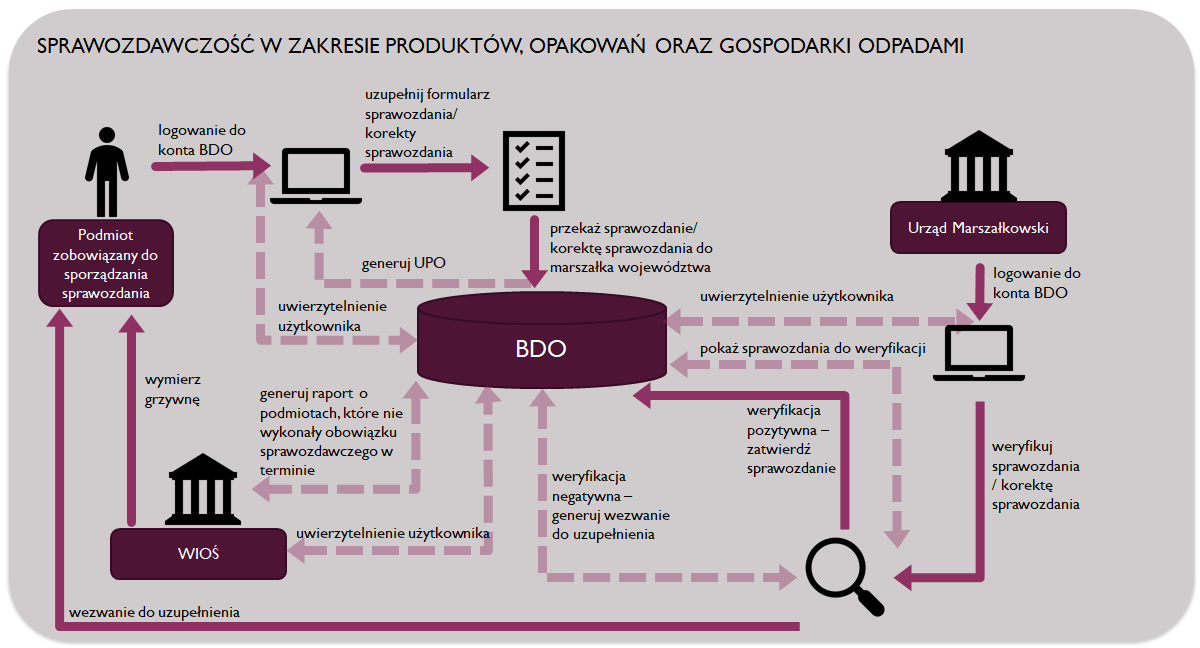 SPRAWOZDAWCZOŚĆ W ZAKRESIE PRODUKTÓW, OPAKOWAŃ ORAZ GOSPODARKI ODPADAMI
logowanie do
konta BDO
uzupełnij formularz
sprawozdania/
korekty
sprawozdania
Podmiot
zobowiązany do
sporządzania
sprawozdania
generuj UPO
przekaż sprawozdanie/
korektę sprawozdania do
marszałka województwa
Urząd Marszałkowski
logowanie do
konta BDO
uwierzytelnienie
użytkownika
BDO
uwierzytelnienie użytkownika
pokaż sprawozdania do weryfikacji
wymierz
grzywnę
generuj raport o
podmiotach, które nie
wykonały obowiązku
sprawozdawczego w
terminie
weryfikacja
pozytywna –
zatwierdź
sprawozdanie
weryfikuj
sprawozdania
/ korektę
sprawozdania
weryfikacja
negatywna –
generuj wezwanie
do uzupełnienia
uwierzytelnienie użytkownika
WIOŚ
wezwanie do uzupełnienia